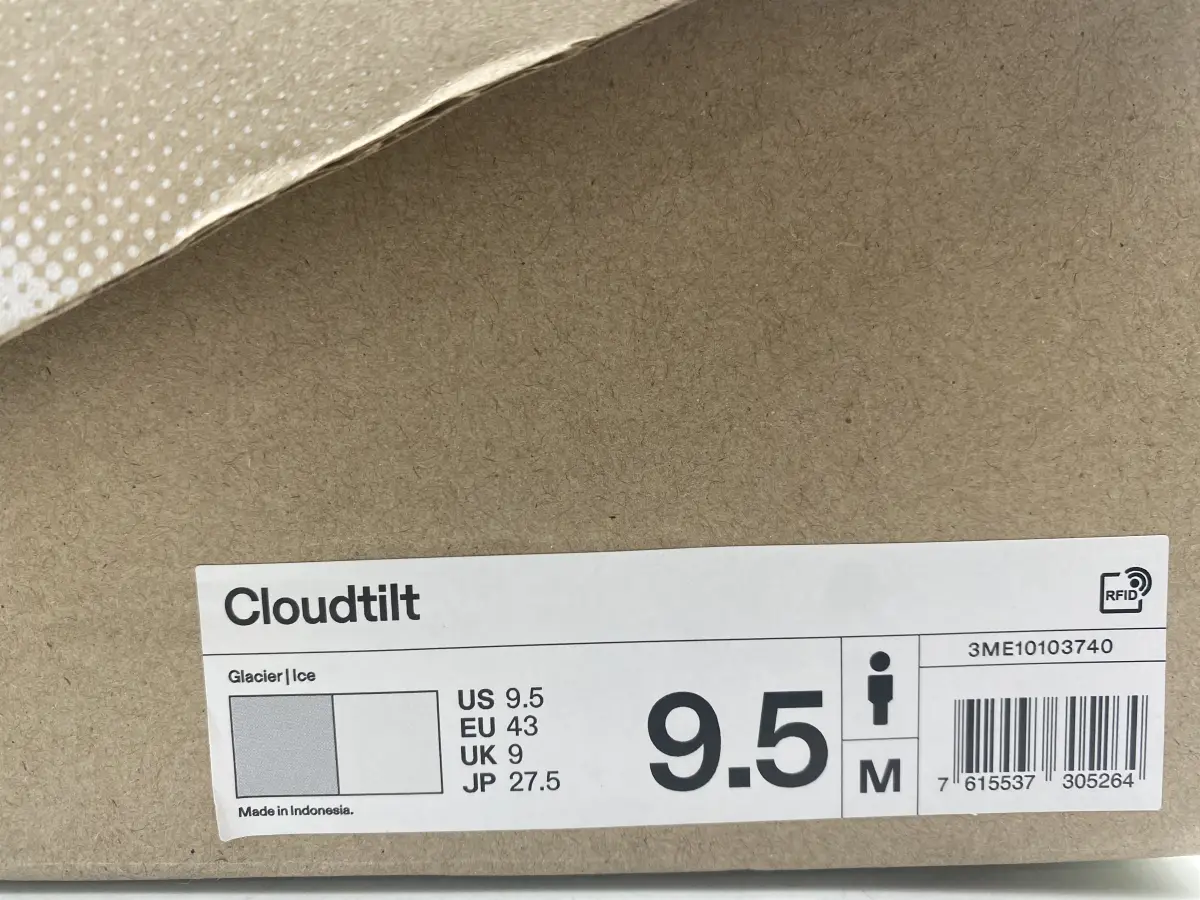 Cloudtilt
RFID
Glacier|Ice
US 9.5
EU 43
UK 9
JP 27.5
Made in Indonesia.
9.5
M
3ME10103740
7 615537 305264